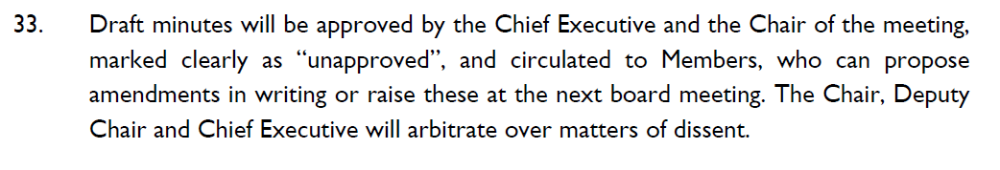 33. Draft minutes will be approved by the Chief Executive and the Chair of the meeting,
marked clearly as “unapproved”, and circulated to Members, who can propose
amendments in writing or raise these at the next board meeting. The Chair, Deputy
Chair and Chief Executive will arbitrate over matters of dissent.